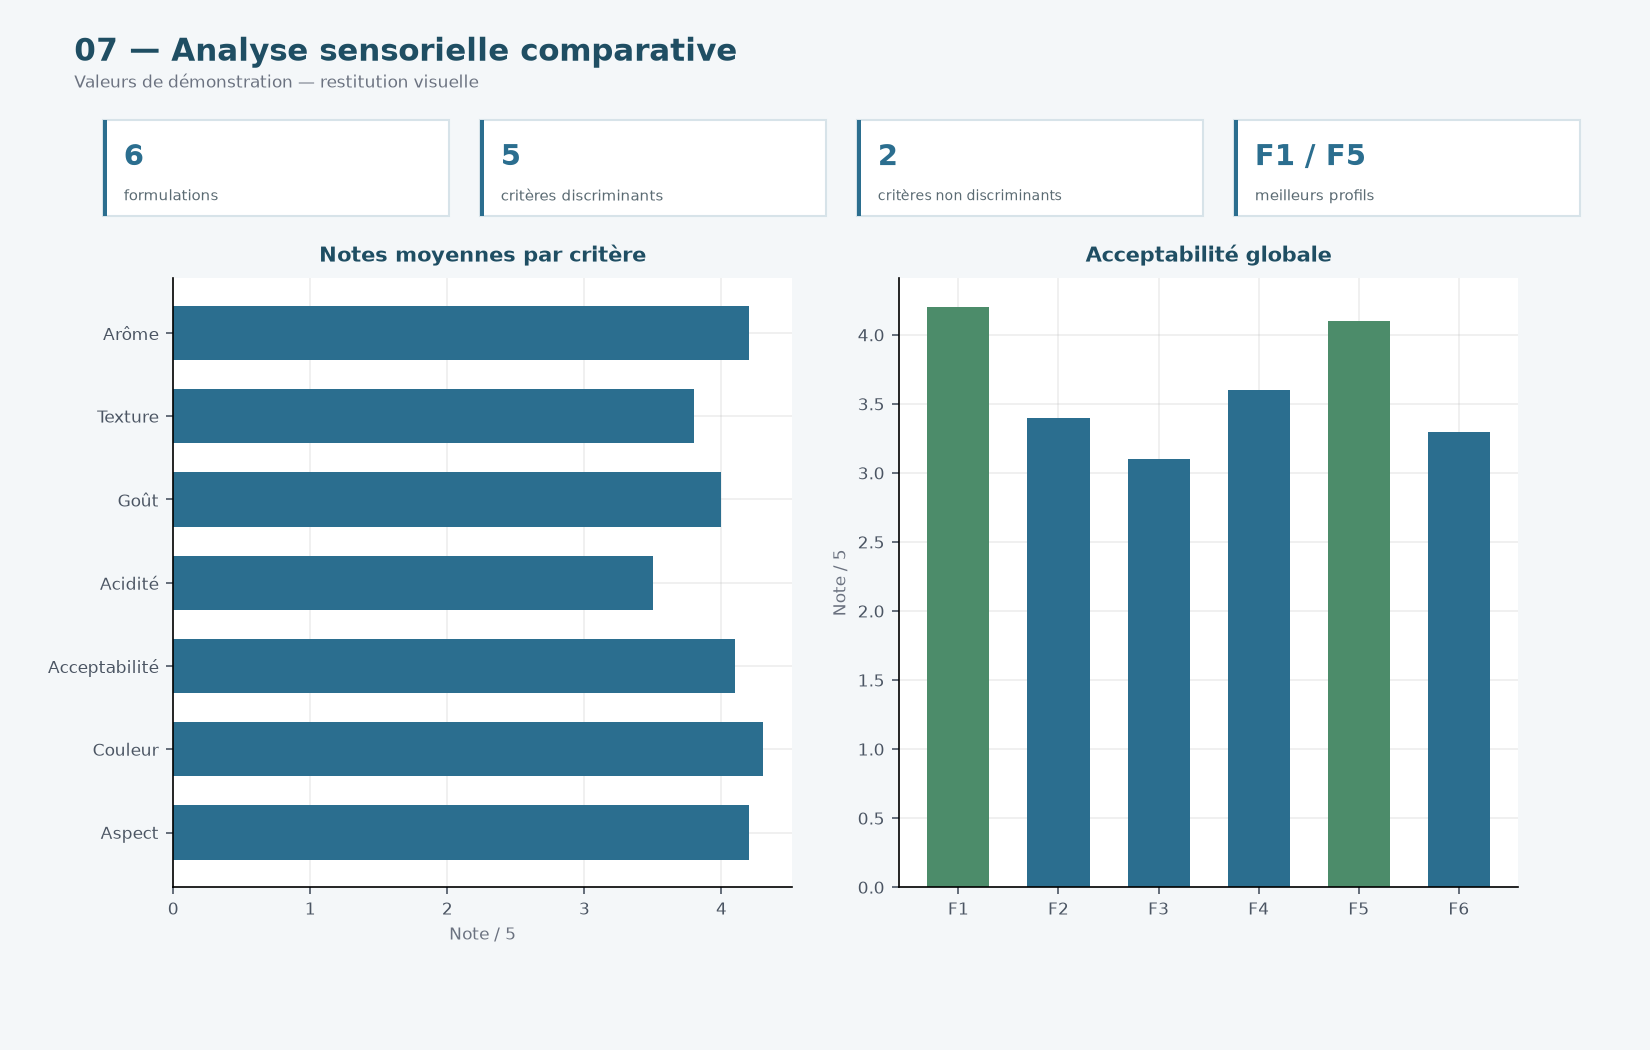 07 — Analyse sensorielle comparative
Valeurs de démonstration — restitution visuelle
6
formulations
5
critères discriminants
2
critères non discriminants
F1 / F5
meilleurs profils
Notes moyennes par critère
Arôme
Texture
Goût
Acidité
Acceptabilité
Couleur
Aspect
0 1 2 3 4
Note / 5
Acceptabilité globale
Note / 5
4.0
3.5
3.0
2.5
2.0
1.5
1.0
0.5
0.0
F1 F2 F3 F4 F5 F6